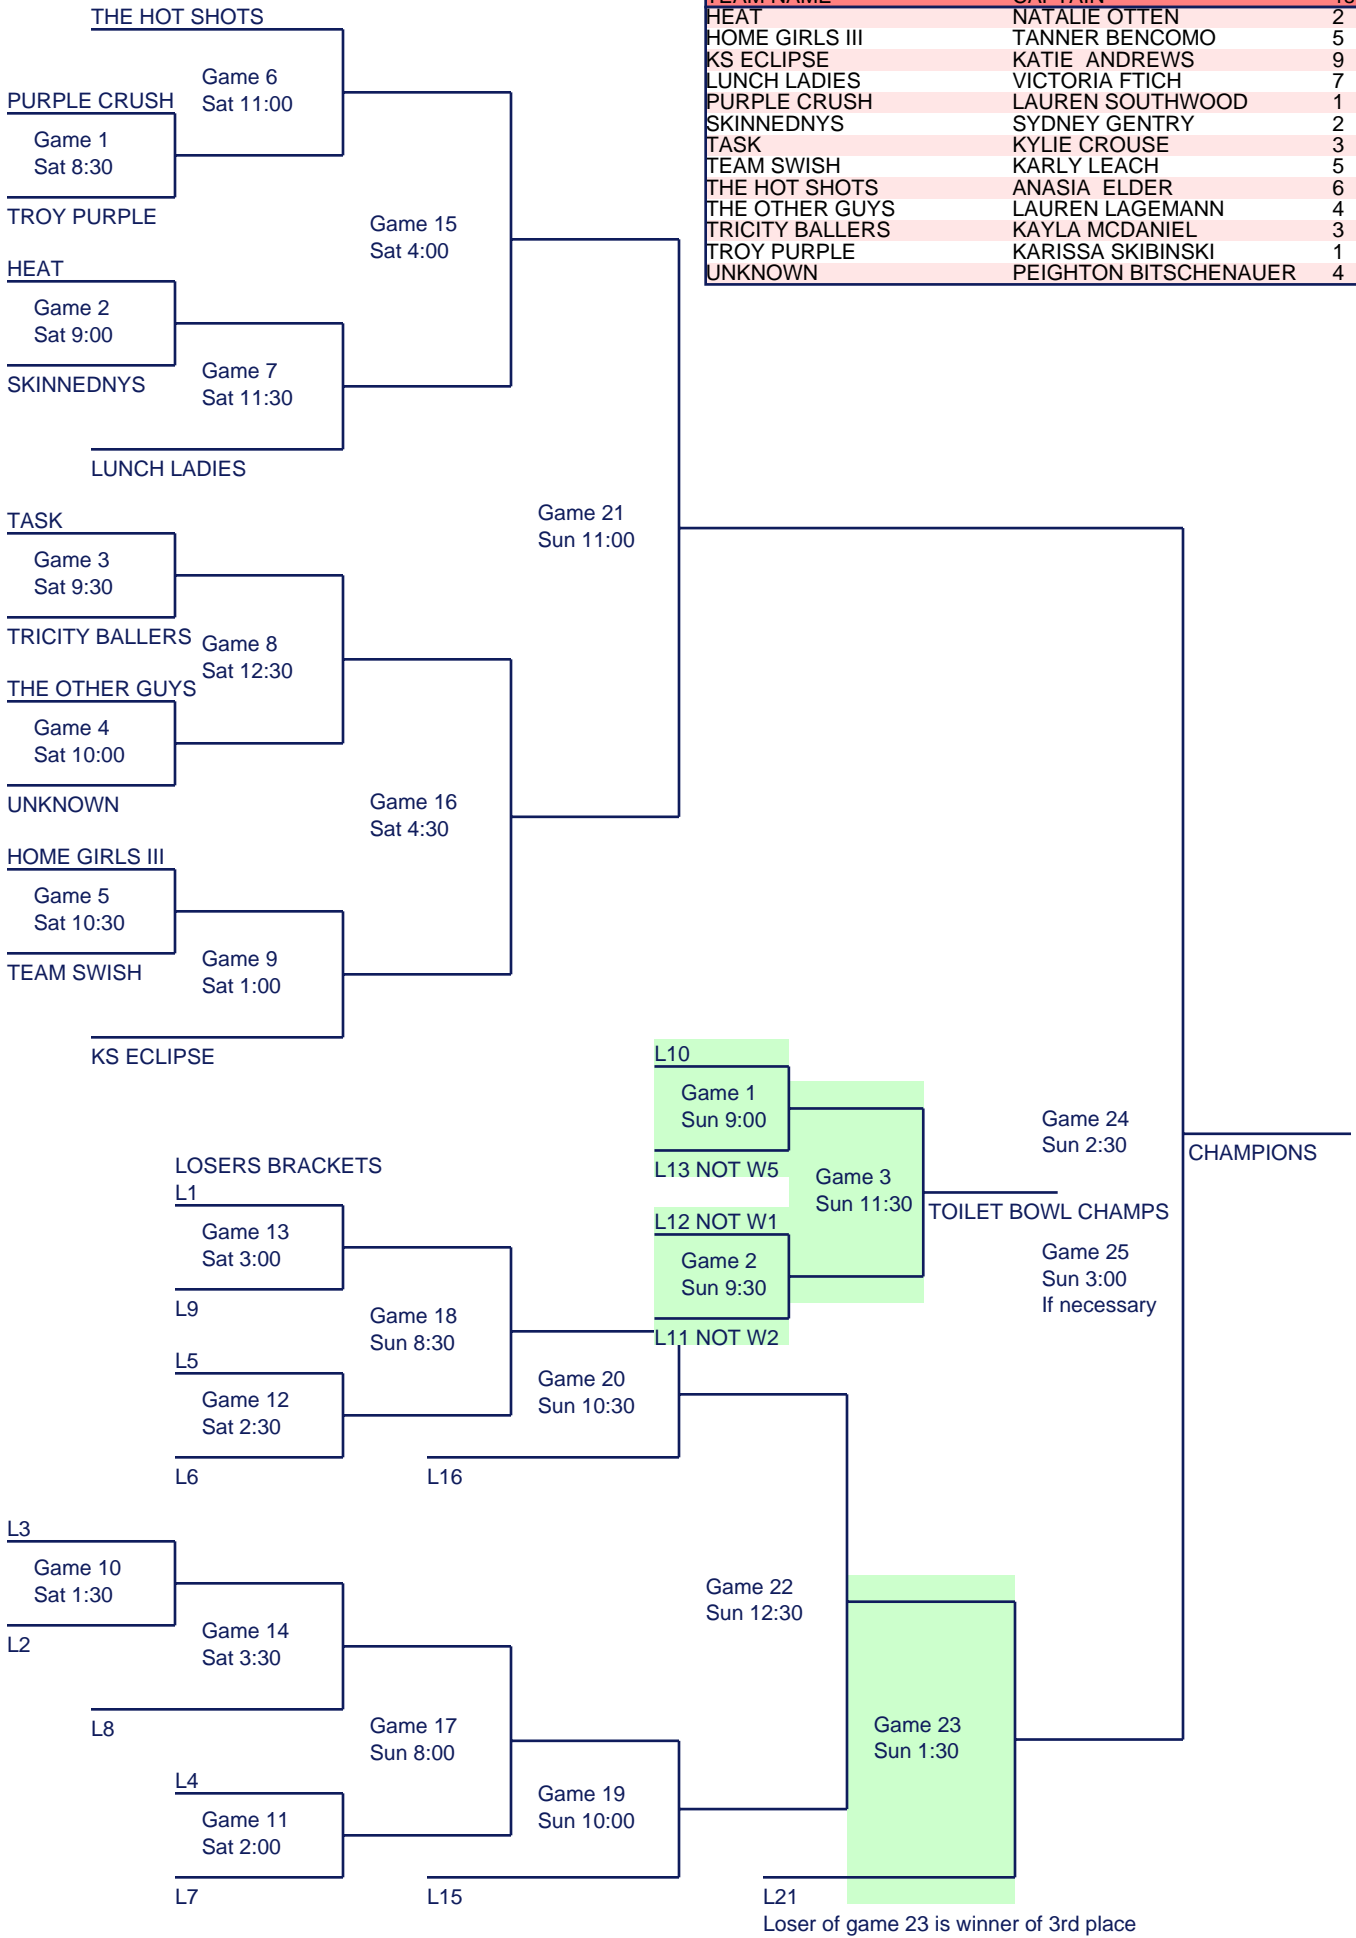 THE HOT SHOTS
Game 6
Sat 11:00
PURPLE CRUSH
Game 1
Sat 8:30
TROY PURPLE
Game 15
Sat 4:00
HEAT
Game 2
Sat 9:00
SKINNEDNYS
Game 7
Sat 11:30
LUNCH LADIES
HEAT NATALIE OTTEN 2
HOME GIRLS III TANNER BENCOMO 5
KS ECLIPSE KATIE ANDREWS 9
LUNCH LADIES VICTORIA FTICH 7
PURPLE CRUSH LAUREN SOUTHWOOD 1
SKINNEDNYS SYDNEY GENTRY 2
TASK KYLIE CROUSE 3
TEAM SWISH KARLY LEACH 5
THE HOT SHOTS ANASIA ELDER 6
THE OTHER GUYS LAUREN LAGEMANN 4
TRICITY BALLERS KAYLA MCDANIEL 3
TROY PURPLE KARISSA SKIBINSKI 1
UNKNOWN PEIGHTON BITSCHENAUER 4
TASK
Game 3
Sat 9:30
TRICITY BALLERS
Game 8
Sat 12:30
THE OTHER GUYS
Game 4
Sat 10:00
UNKNOWN
Game 21
Sun 11:00
Game 16
Sat 4:30
HOME GIRLS III
Game 5
Sat 10:30
TEAM SWISH
Game 9
Sat 1:00
KS ECLIPSE
L10
Game 1
Sun 9:00
L13 NOT W5
Game 3
Sun 11:30
L12 NOT W1
Game 2
Sun 9:30
L11 NOT W2
TOILET BOWL CHAMPS
Game 24
Sun 2:30
CHAMPIONS
Game 25
Sun 3:00
If necessary
LOSERS BRACKETS
L1
Game 13
Sat 3:00
L9
Game 18
Sun 8:30
L5
Game 12
Sat 2:30
L6
Game 20
Sun 10:30
L16
L3
Game 10
Sat 1:30
L2
Game 14
Sat 3:30
L8
Game 22
Sun 12:30
Game 17
Sun 8:00
L4
Game 11
Sat 2:00
L7
Game 19
Sun 10:00
L15
Game 23
Sun 1:30
L21
Loser of game 23 is winner of 3rd place